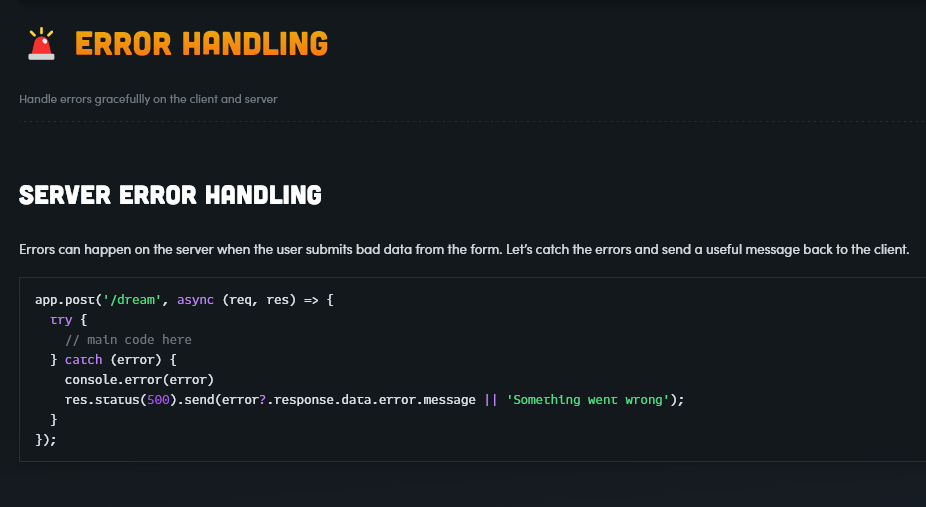 ERROR HANDLING
Handle errors gracefullly on the client and server
SERVER ERROR HANDLING
Errors can happen on the server when the user submits bad data from the form. Let's catch the errors and send a useful message back to the client.
app.post('/dream', async (req, res) => {
  try {
    // main code here
  } catch (error) {
    console.error(error)
    res.status(500).send(error?.response.data.error.message || 'Something went wrong');
  }
});